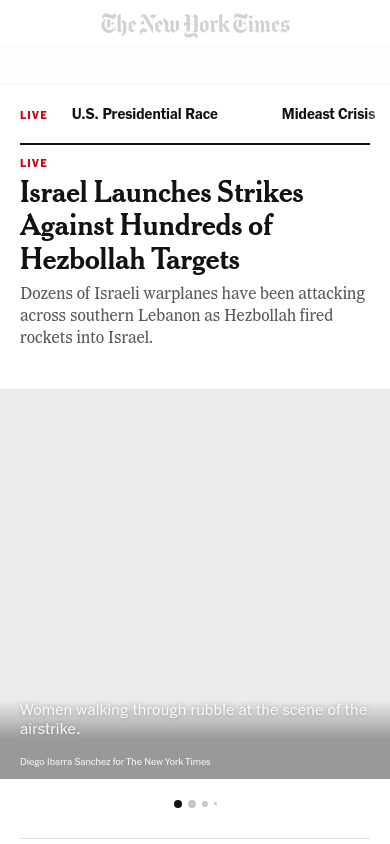 The New York Times
LIVE U.S. Presidential Race Mideast Crisis
LIVE
Israel Launches Strikes
Against Hundreds of
Hezbollah Targets
Dozens of Israeli warplanes have been attacking
across southern Lebanon as Hezbollah fired
rockets into Israel.
Women walking through rubble at the scene of the
airstrike.
Diego Ibarra Sanchez for The New York Times